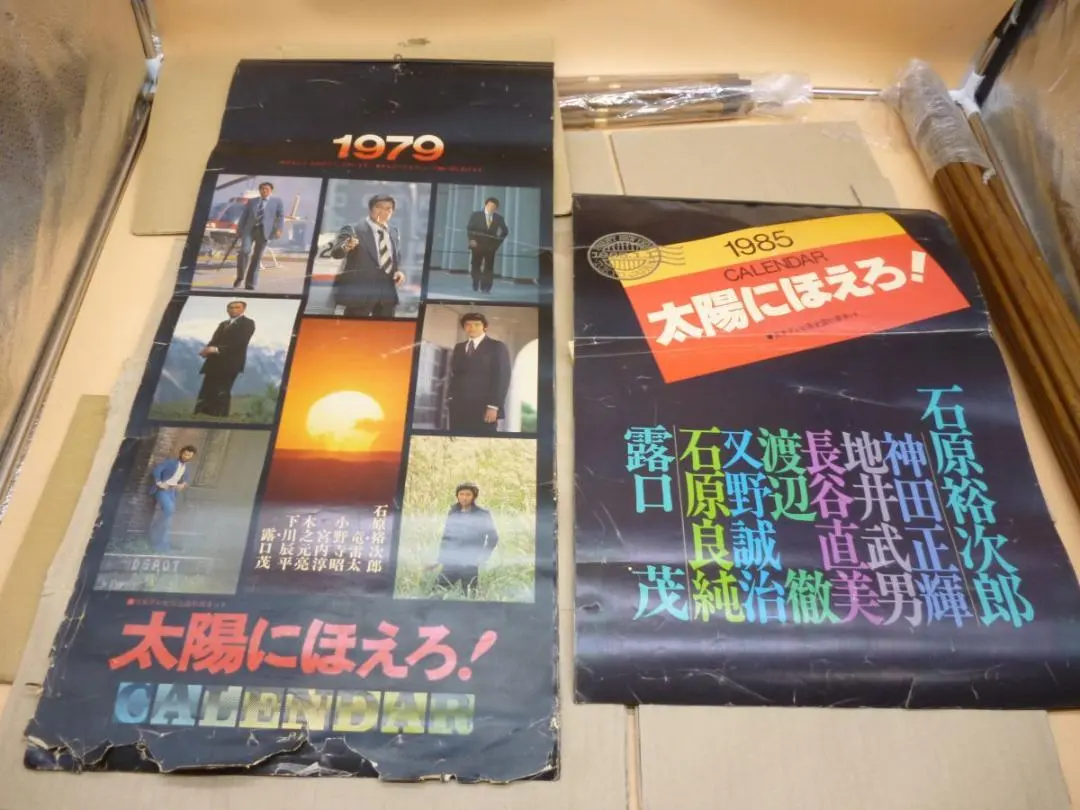 1979
石原裕次郎
竜雷太
小野寺昭
宮内淳
木之元亮
下川辰平
露口茂
太陽にほえろ!
CALENDAR
1985
CALENDAR
太陽にほえろ!
石原裕次郎
神田正輝
地井武男
長谷直美
渡辺徹
又野誠治
石原良純
露口茂